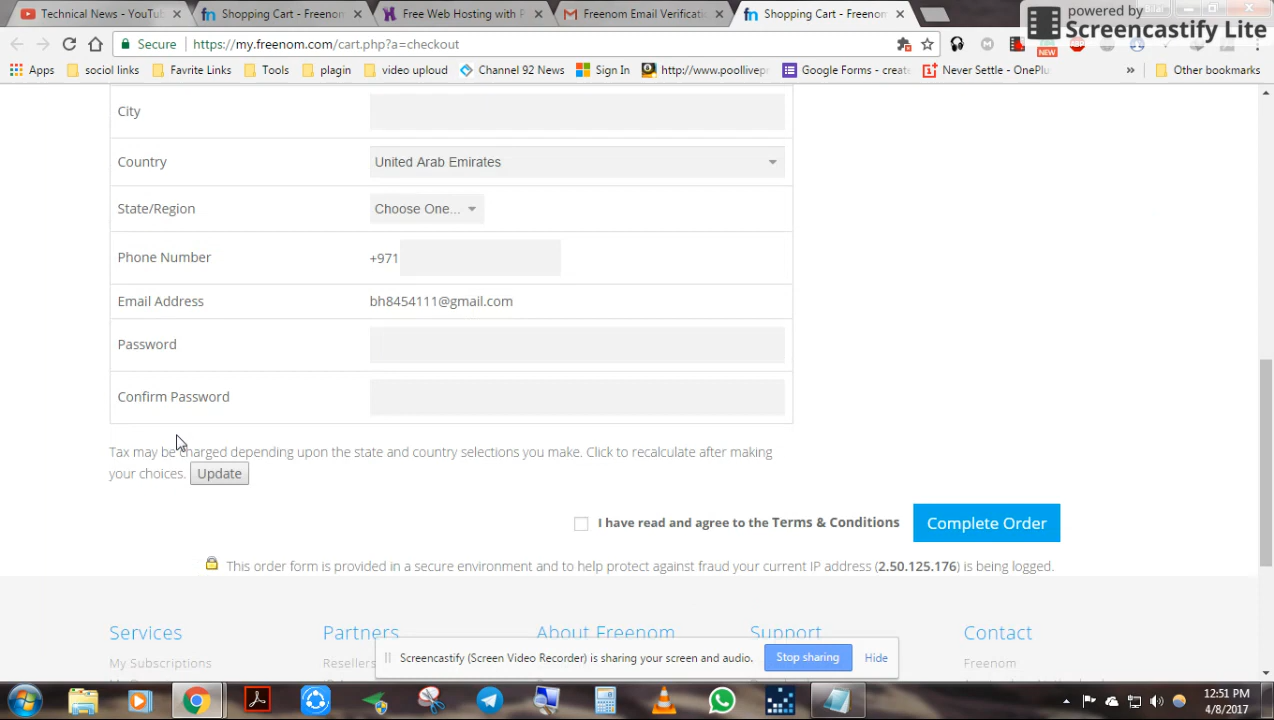 Technical News - YouTu
Shopping Cart - Freenom
Free Web Hosting with P
Freenom Email Verificati
Shopping Cart - Freenom
powered by
Screencastify Lite
Secure
https://my.freenom.com/cart.php?a=checkout
NEW
Apps
social links
Favrite Links
Tools
plagin
video upload
Channel 92 News
Sign In
http://www.poollivepr
Google Forms - create
Never Settle - OnePlu
»
Other bookmarks
City
Country
United Arab Emirates
State/Region
Choose One...
Phone Number
+971
Email Address
bh8454111@gmail.com
Password
Confirm Password
Tax may be charged depending upon the state and country selections you make. Click to recalculate after making
your choices. Update
I have read and agree to the Terms & Conditions
Complete Order
This order form is provided in a secure environment and to help protect against fraud your current IP address (2.50.125.176) is being logged.
Services
Partners
About Freenom
Support
Contact
My Subscriptions
Resellers
Freenom
Screencastify (Screen Video Recorder) is sharing your screen and audio.
Stop sharing
Hide
12:51 PM
4/8/2017